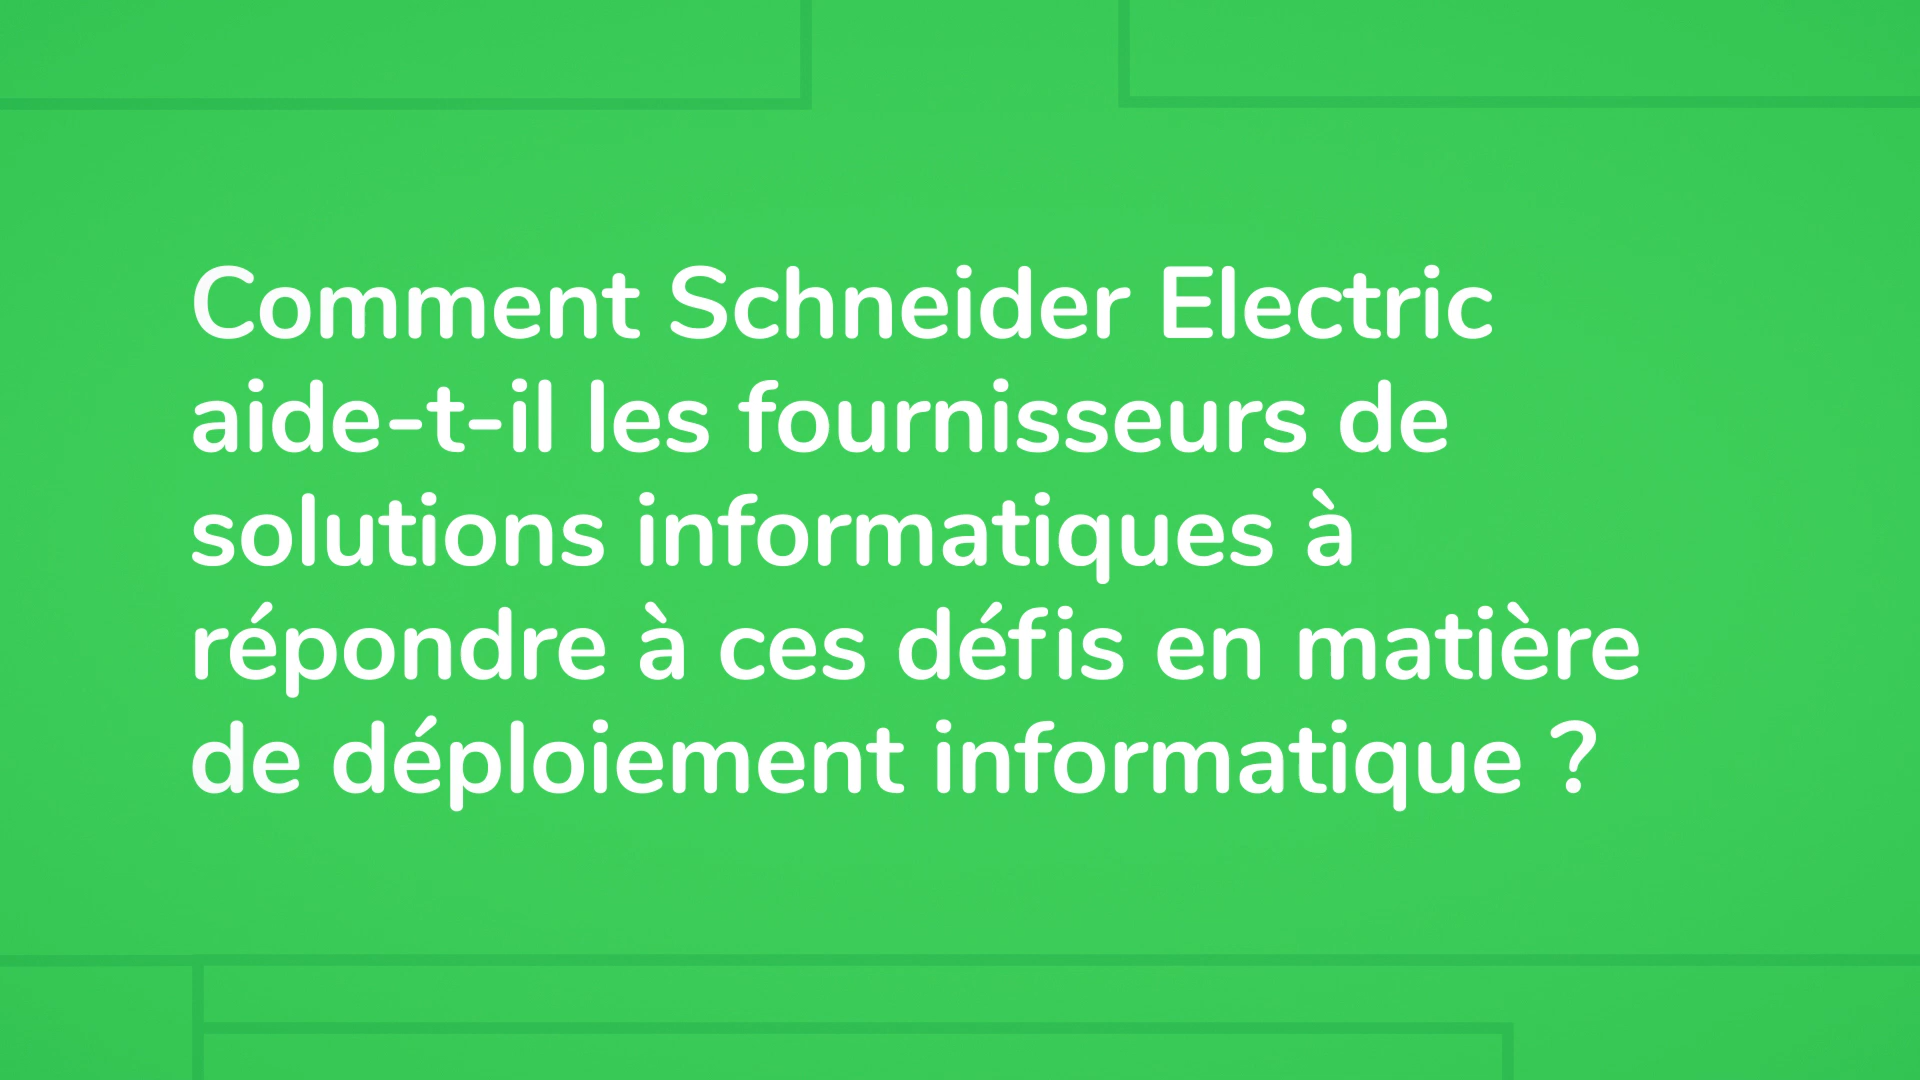 Comment Schneider Electric
aide-t-il les fournisseurs de
solutions informatiques à
répondre à ces défis en matière
de déploiement informatique ?